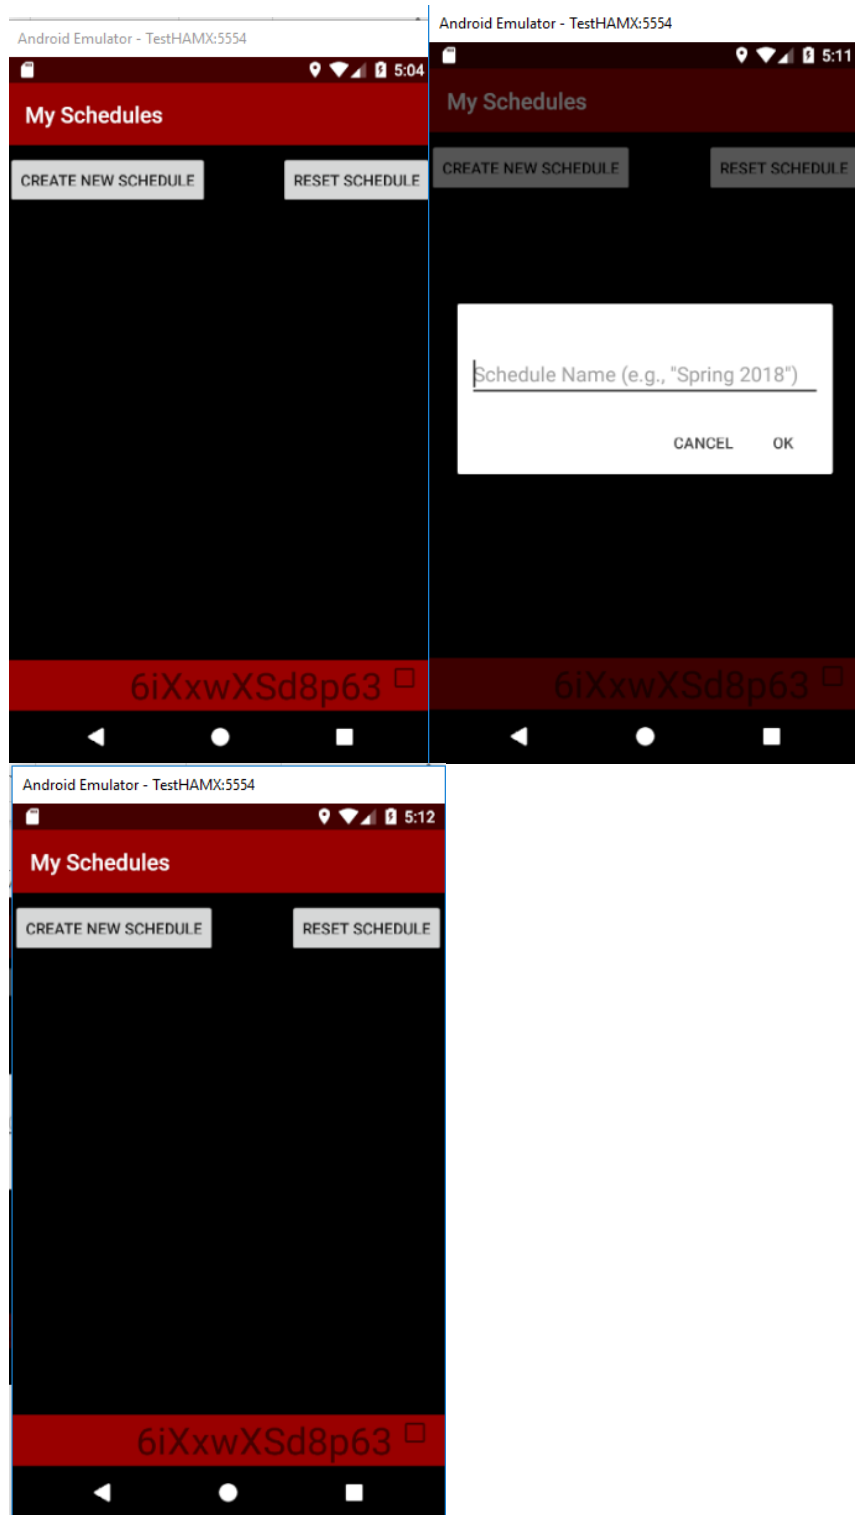 Android Emulator - TestHAMX:5554
5:04
My Schedules
CREATE NEW SCHEDULE
RESET SCHEDULE
6iXxwXSd8p63
Android Emulator - TestHAMX:5554
5:11
My Schedules
CREATE NEW SCHEDULE
RESET SCHEDULE
Schedule Name (e.g., "Spring 2018")
CANCEL OK
6iXxwXSd8p63
Android Emulator - TestHAMX:5554
5:12
My Schedules
CREATE NEW SCHEDULE
RESET SCHEDULE
6iXxwXSd8p63